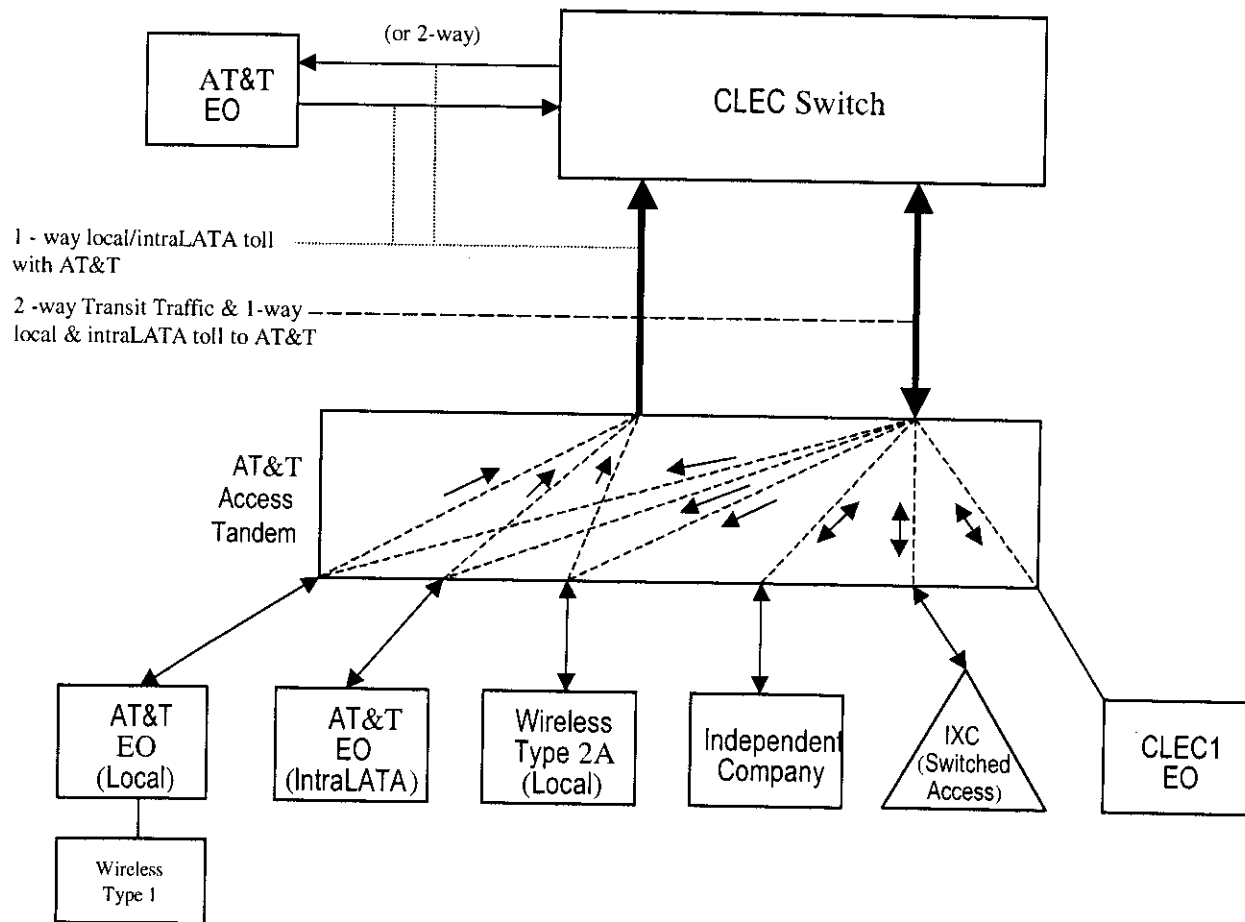 (or 2-way)
AT&T
EO
CLEC Switch
1 - way local/intraLATA toll
with AT&T
2 -way Transit Traffic & 1-way
local & intraLATA toll to AT&T
AT&T
Access
Tandem
AT&T
EO
(Local)
AT&T
EO
(IntraLATA)
Wireless
Type 2A
(Local)
Independent
Company
IXC
(Switched
Access)
CLEC1
EO
Wireless
Type 1